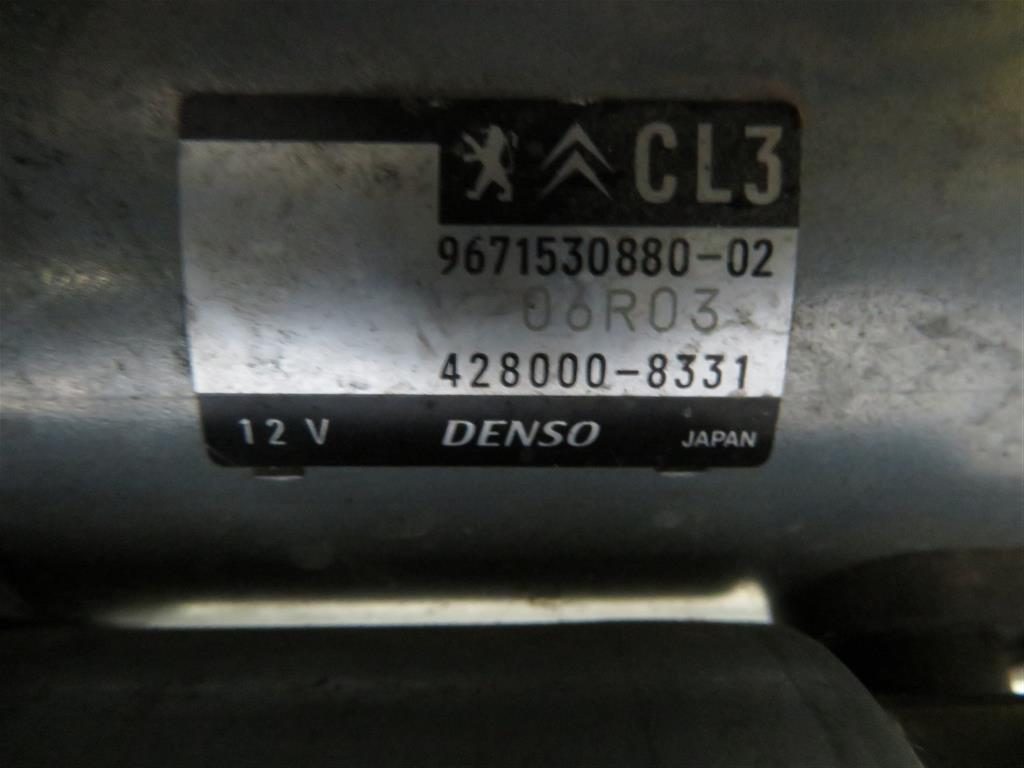 CL3
9671530880-02
06R03
428000-8331
12 V DENSO JAPAN